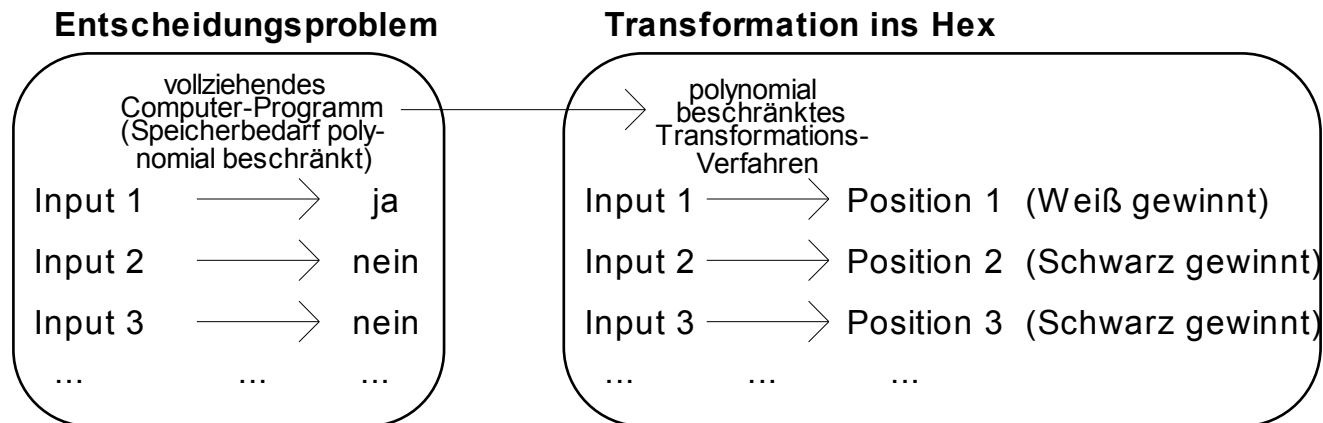 Entscheidungsproblem
vollziehendes
Computer-Programm
(Speicherbedarf poly-
nomial beschränkt)
Input 1 ja
Input 2 nein
Input 3 nein
... ... ...
Transformation ins Hex
polynomial
beschränktes
Transformations-
Verfahren
Input 1 Position 1 (Weiß gewinnt)
Input 2 Position 2 (Schwarz gewinnt)
Input 3 Position 3 (Schwarz gewinnt)
... ... ...